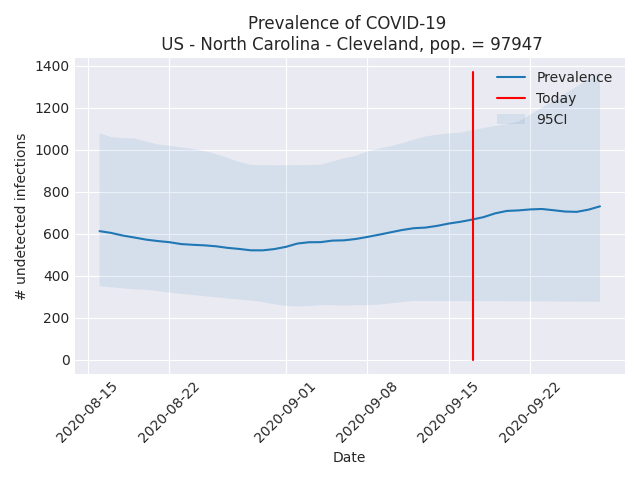 Prevalence of COVID-19
US - North Carolina - Cleveland, pop. = 97947
1400
1200
1000
800
600
400
200
0
# undetected infections
Prevalence
Today
95CI
2020-08-15
2020-08-22
2020-09-01
2020-09-08
2020-09-15
2020-09-22
Date